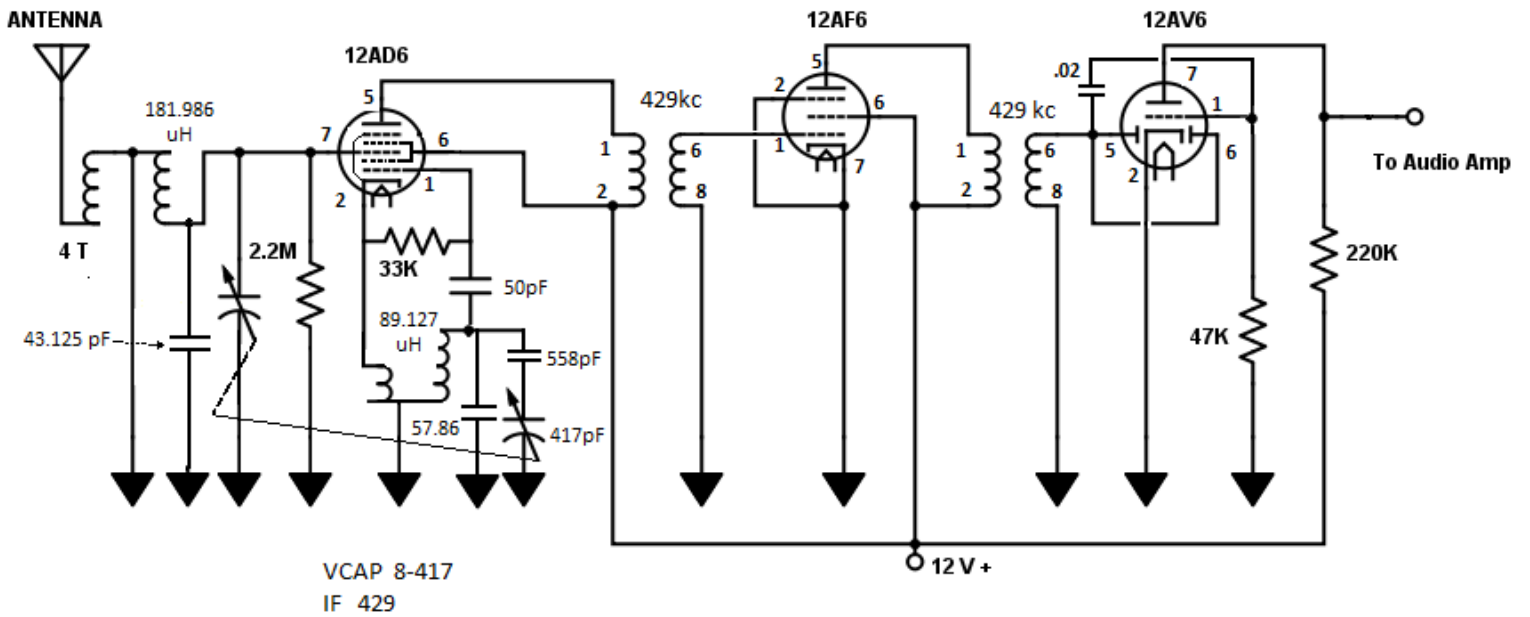 ANTENNA
12AD6
12AF6
12AV6
181.986
uH
5
7
6
1
2
4 T
2.2M
33K
50pF
43.125 pF
89.127
uH
558pF
57.86
417pF
429kc
1
6
2
8
5
2
6
1
7
429 kc
1
6
2
8
.02
7
1
5
6
2
To Audio Amp
220K
47K
12 V +
VCAP 8-417
IF 429